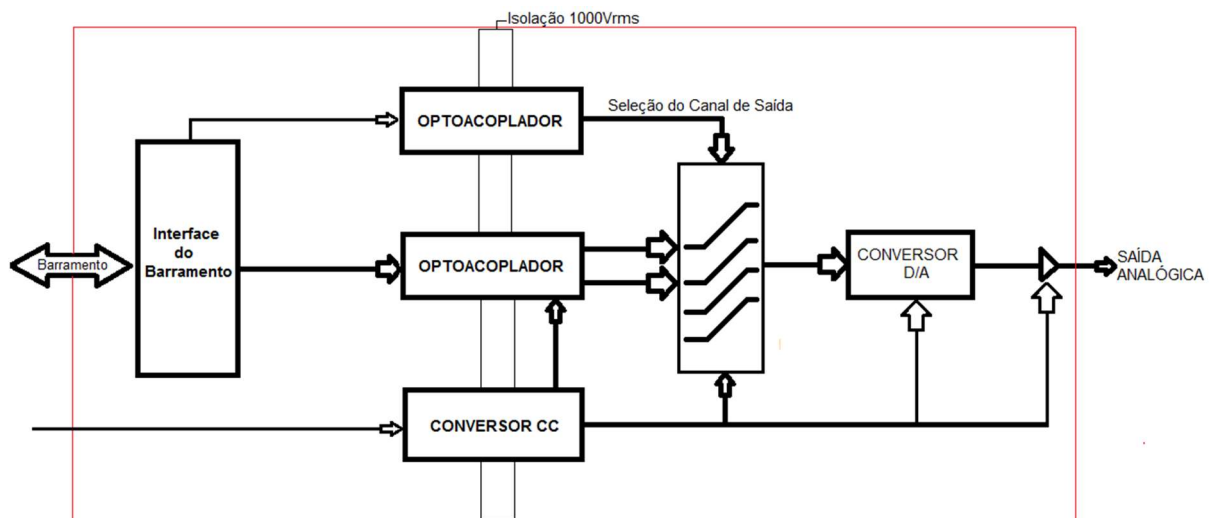 Isolação 1000Vrms
OPTOACOPLADOR
Seleção do Canal de Saída
Interface
do
Barramento
Barramento
OPTOACOPLADOR
CONVERSOR
D/A
SAÍDA
ANALÓGICA
CONVERSOR CC